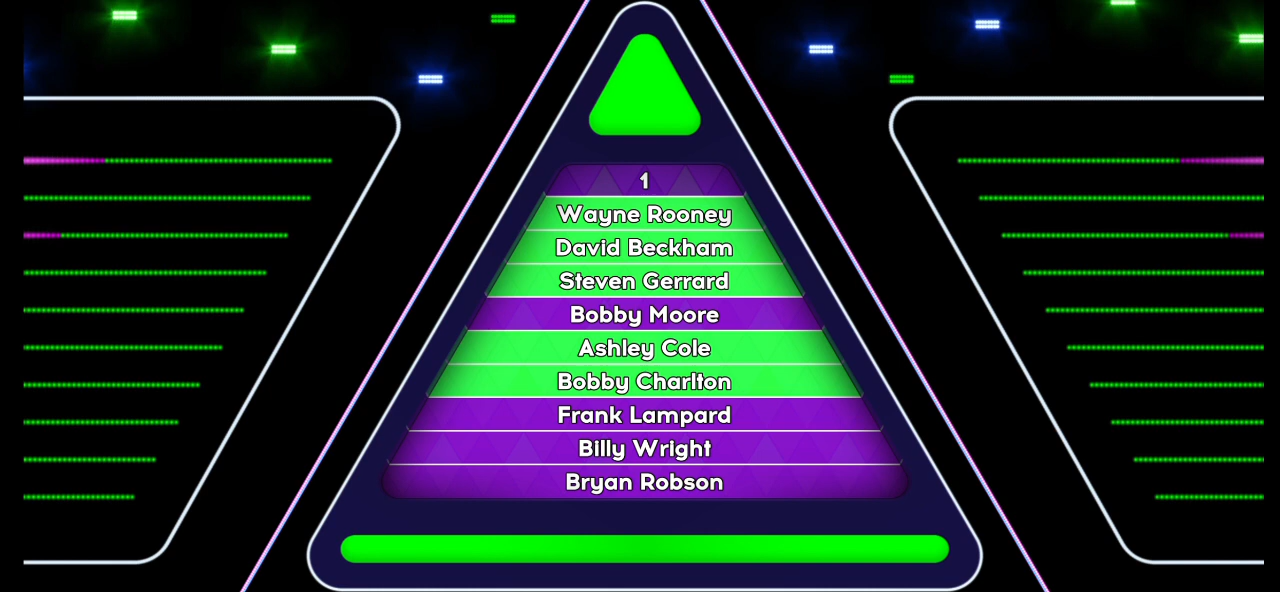 1
Wayne Rooney
David Beckham
Steven Gerrard
Bobby Moore
Ashley Cole
Bobby Charlton
Frank Lampard
Billy Wright
Bryan Robson